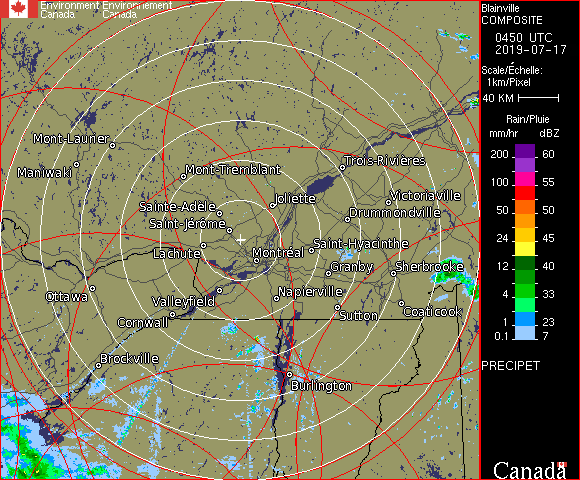 Environment Environnement
Canada Canada
Blainville
COMPOSITE
0450 UTC
2019-07-17
Scale/Échelle:
1km/Pixel
40 KM
Rain/Pluie
mm/hr dBZ
200 60
100 55
50 50
24 45
12 40
4 33
1 23
0.1 7
PRECIPET
Canada
Mont-Laurier
Maniwaki
Mont-Tremblant
Trois-Rivières
Joliette
Victoriaville
Sainte-Adele
Drummondville
Saint-Jérôme
Lachute
Montréal
Saint-Hyacinthe
Granby
Sherbrooke
Ottawa
Valleyfield
Napierville
Cornwall
Sutton
Coaticook
Brockville
Burlington